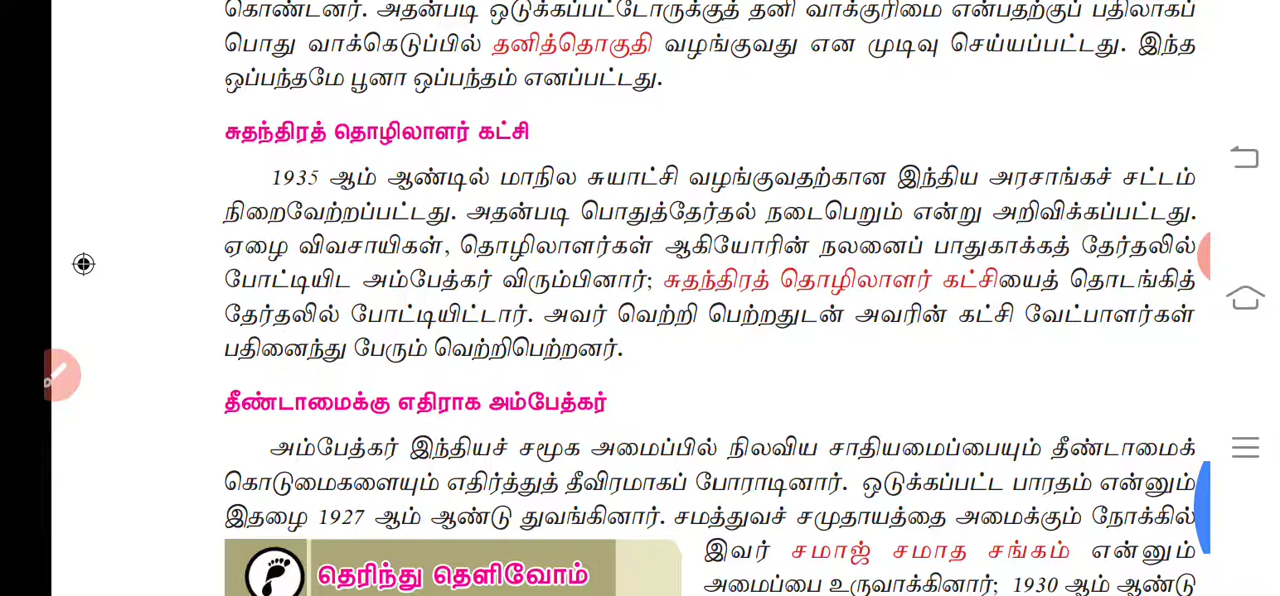 கொண்டனர். அதன்படி ஒடுக்கப்பட்டோருக்குத் தனி வாக்குரிமை என்பதற்குப் பதிலாகப்
பொது வாக்கெடுப்பில் தனித்தொகுதி வழங்குவது என முடிவு செய்யப்பட்டது. இந்த
ஒப்பந்தமே பூனா ஒப்பந்தம் எனப்பட்டது.
சுதந்திரத் தொழிலாளர் கட்சி
1935 ஆம் ஆண்டில் மாநில சுயாட்சி வழங்குவதற்கான இந்திய அரசாங்கச் சட்டம்
நிறைவேற்றப்பட்டது. அதன்படி பொதுத்தேர்தல் நடைபெறும் என்று அறிவிக்கப்பட்டது.
ஏழை விவசாயிகள், தொழிலாளர்கள் ஆகியோரின் நலனைப் பாதுகாக்கத் தேர்தலில்
போட்டியிட அம்பேத்கர் விரும்பினார்; சுதந்திரத் தொழிலாளர் கட்சியைத் தொடங்கித்
தேர்தலில் போட்டியிட்டார். அவர் வெற்றி பெற்றதுடன் அவரின் கட்சி வேட்பாளர்கள்
பதினைந்து பேரும் வெற்றிபெற்றனர்.
தீண்டாமைக்கு எதிராக அம்பேத்கர்
அம்பேத்கர் இந்தியச் சமூக அமைப்பில் நிலவிய சாதியமைப்பையும் தீண்டாமைக்
கொடுமைகளையும் எதிர்த்துத் தீவிரமாகப் போராடினார். ஒடுக்கப்பட்ட பாரதம் என்னும்
இதழை 1927 ஆம் ஆண்டு துவங்கினார். சமத்துவச் சமுதாயத்தை அமைக்கும் நோக்கில்
இவர் சமாஜ் சமாத சங்கம் என்னும்
தெரிந்து தெளிவோம்
அமைப்பை உருவாக்கினார்; 1930 ஆம் ஆண்டு